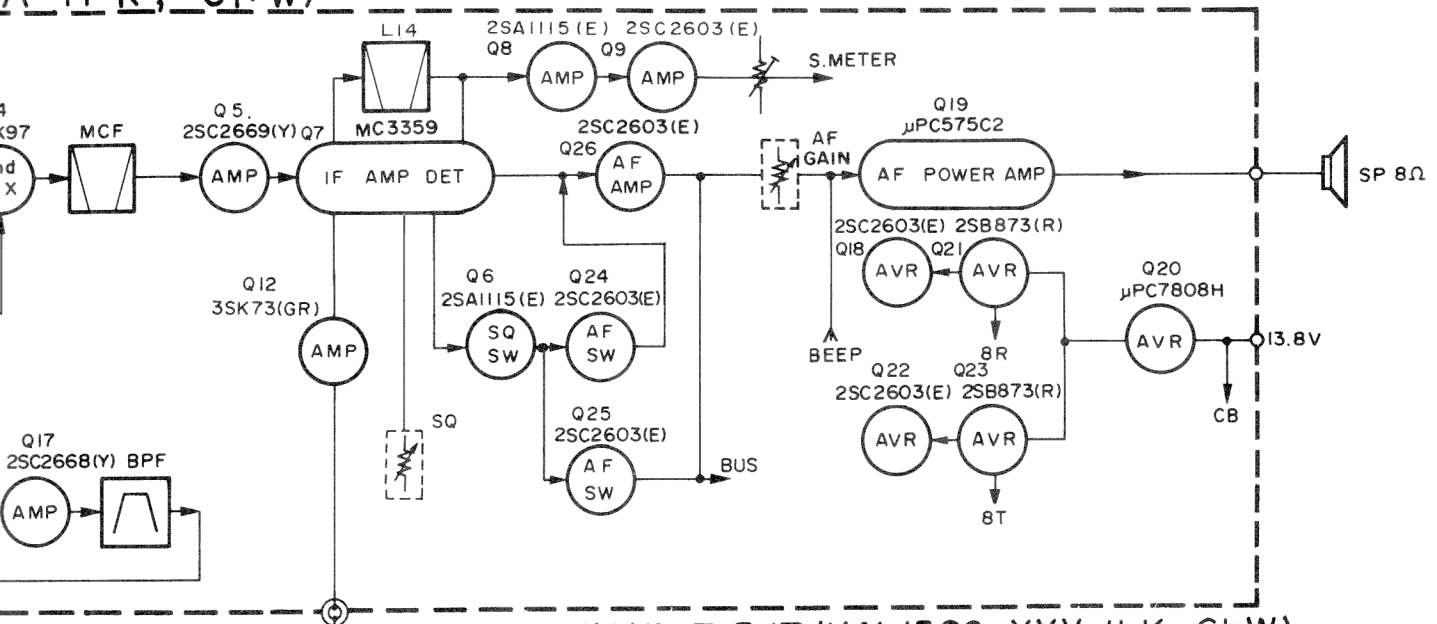 L14
2SA1115(E) 2SC2603(E)
Q8
Q9
AMP
AMP
S.METER
K97
MCF
Q5.
2SC2669(Y)
Q7
MC3359
2SC2603(E)
Q26
AF
GAIN
Q19
μPC575C2
X
AMP
IF AMP DET
AF
AMP
AF POWER AMP
SP 8Ω
2SC2603(E) 2SB873(R)
Q18
Q21
AVR
AVR
Q20
μPC7808H
Q12
3SK73(GR)
Q6
2SA1115(E)
Q24
2SC2603(E)
AMP
SQ
SW
AF
SW
BEEP
8R
AVR
13.8V
Q22
2SC2603(E)
Q23
2SB873(R)
CB
SQ
Q25
2SC2603(E)
AVR
AVR
Q17
2SC2668(Y) BPF
AF
SW
BUS
AMP
8T